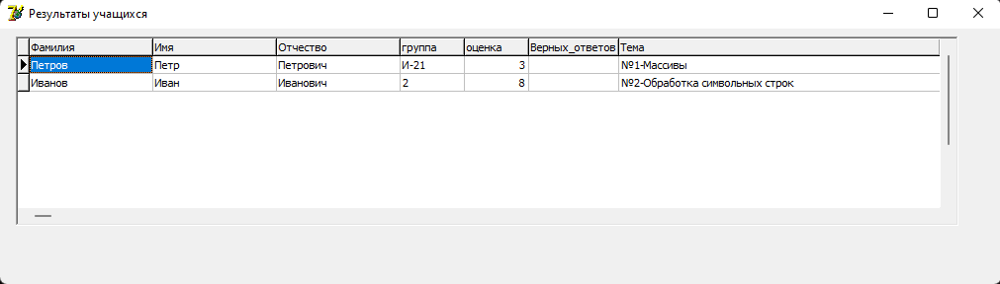 Результаты учащихся
Фамилия Имя Отчество группа оценка Верных_ответов Тема
Петров Петр Петрович И-21 3 №1-Массивы
Иванов Иван Иванович 2 8 №2-Обработка символьных строк